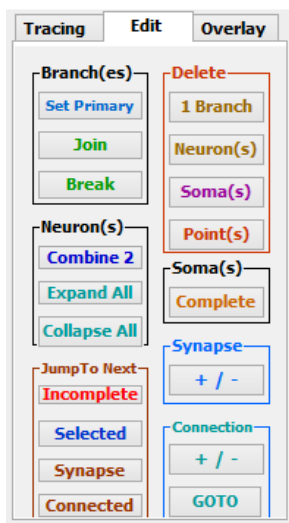 Tracing Edit Overlay
Branch(es)
Set Primary
Join
Break
Neuron(s)
Combine 2
Expand All
Collapse All
JumpTo Next
Incomplete
Selected
Synapse
Connected
Delete
1 Branch
Neuron(s)
Soma(s)
Point(s)
Soma(s)
Complete
Synapse
+ / -
Connection
+ / -
GOTO